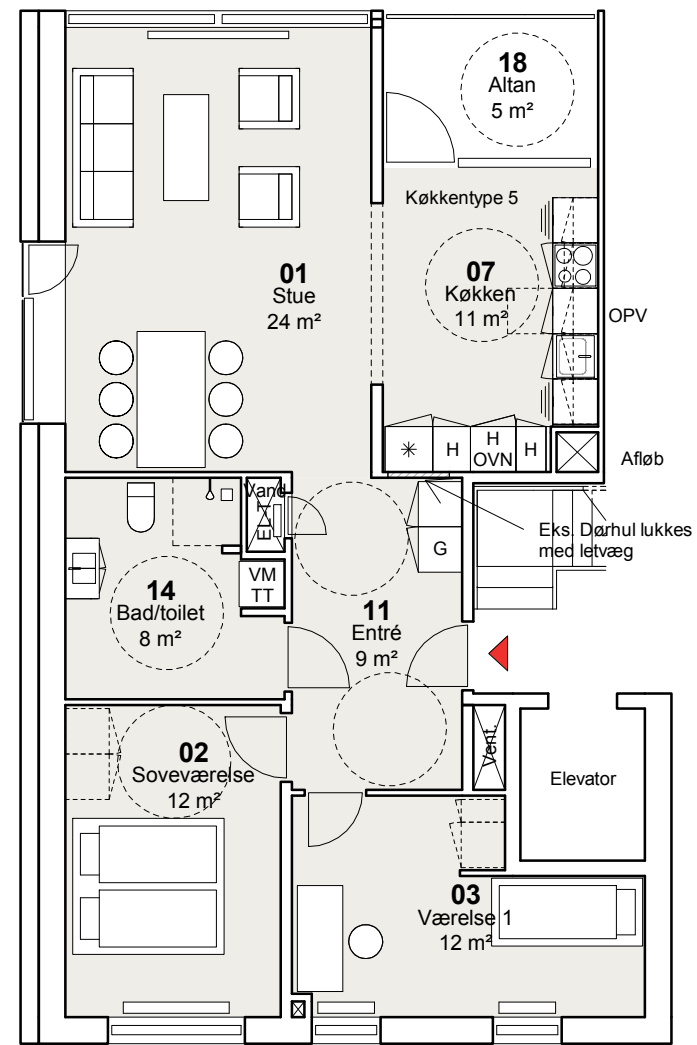 18
Altan
5 m²
Køkkentype 5
01
Stue
24 m²
07
Køkken
11 m²
OPV
H
H
OVN
H
Afløb
Vand
EL T
Eks. Dørhul lukkes
med letvæg
G
VM
TT
14
Bad/toilet
8 m²
11
Entré
9 m²
02
Soveværelse
12 m²
Vent.
Elevator
03
Værelse 1
12 m²